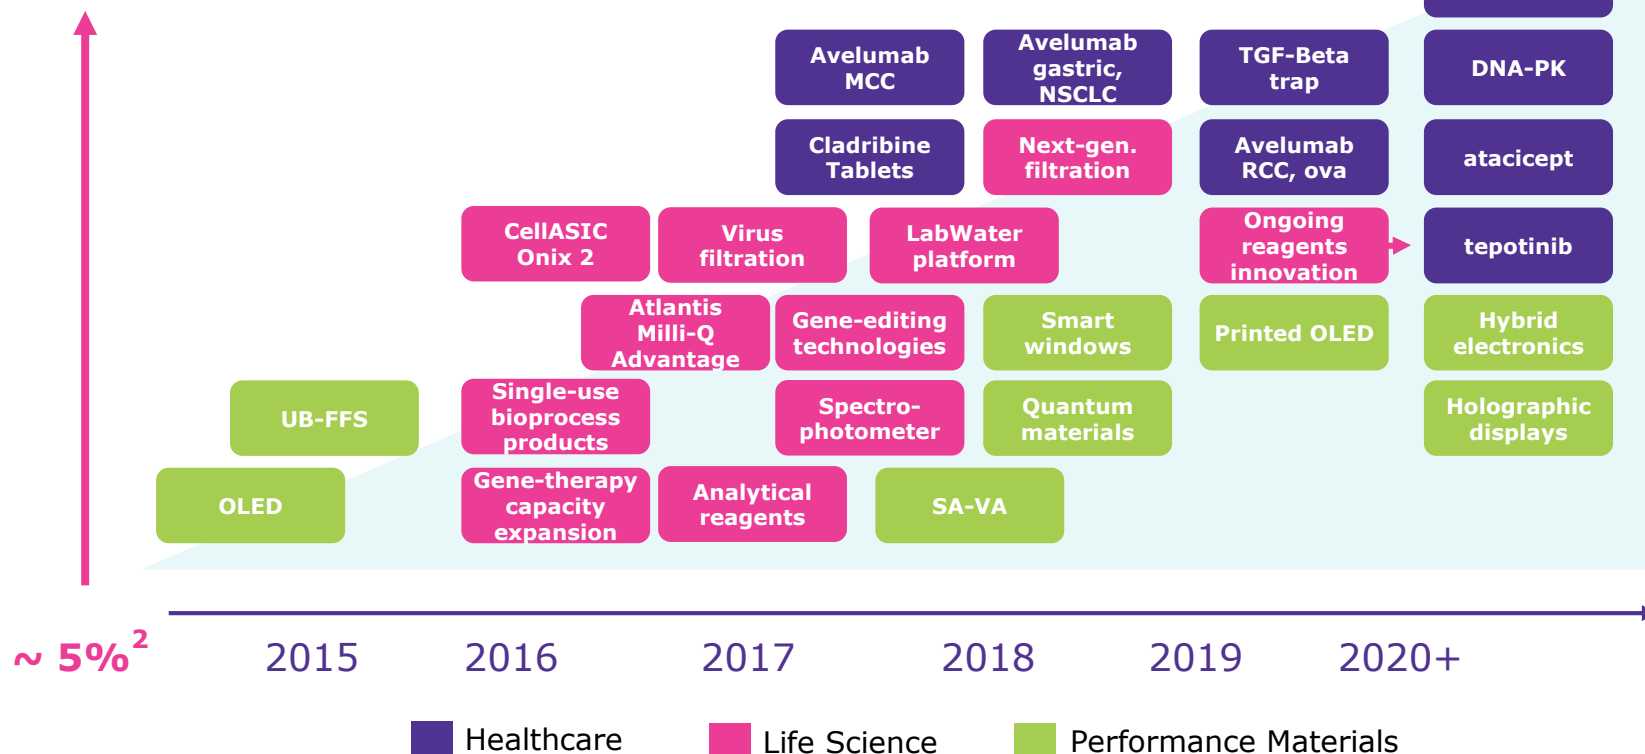 Avelumab
MCC
Avelumab
gastric,
NSCLC
TGF-Beta
trap
DNA-PK
Cladribine
Tablets
Next-gen.
filtration
Avelumab
RCC, ova
atacicept
CellASIC
Onix 2
Virus
filtration
LabWater
platform
Ongoing
reagents
innovation
tepotinib
Atlantis
Milli-Q
Advantage
Gene-editing
technologies
Smart
windows
Printed OLED
Hybrid
electronics
UB-FFS
Single-use
bioprocess
products
Spectro-
photometer
Quantum
materials
Holographic
displays
OLED
Gene-therapy
capacity
expansion
Analytical
reagents
SA-VA
~ 5%²
2015
2016
2017
2018
2019
2020+
Healthcare
Life Science
Performance Materials